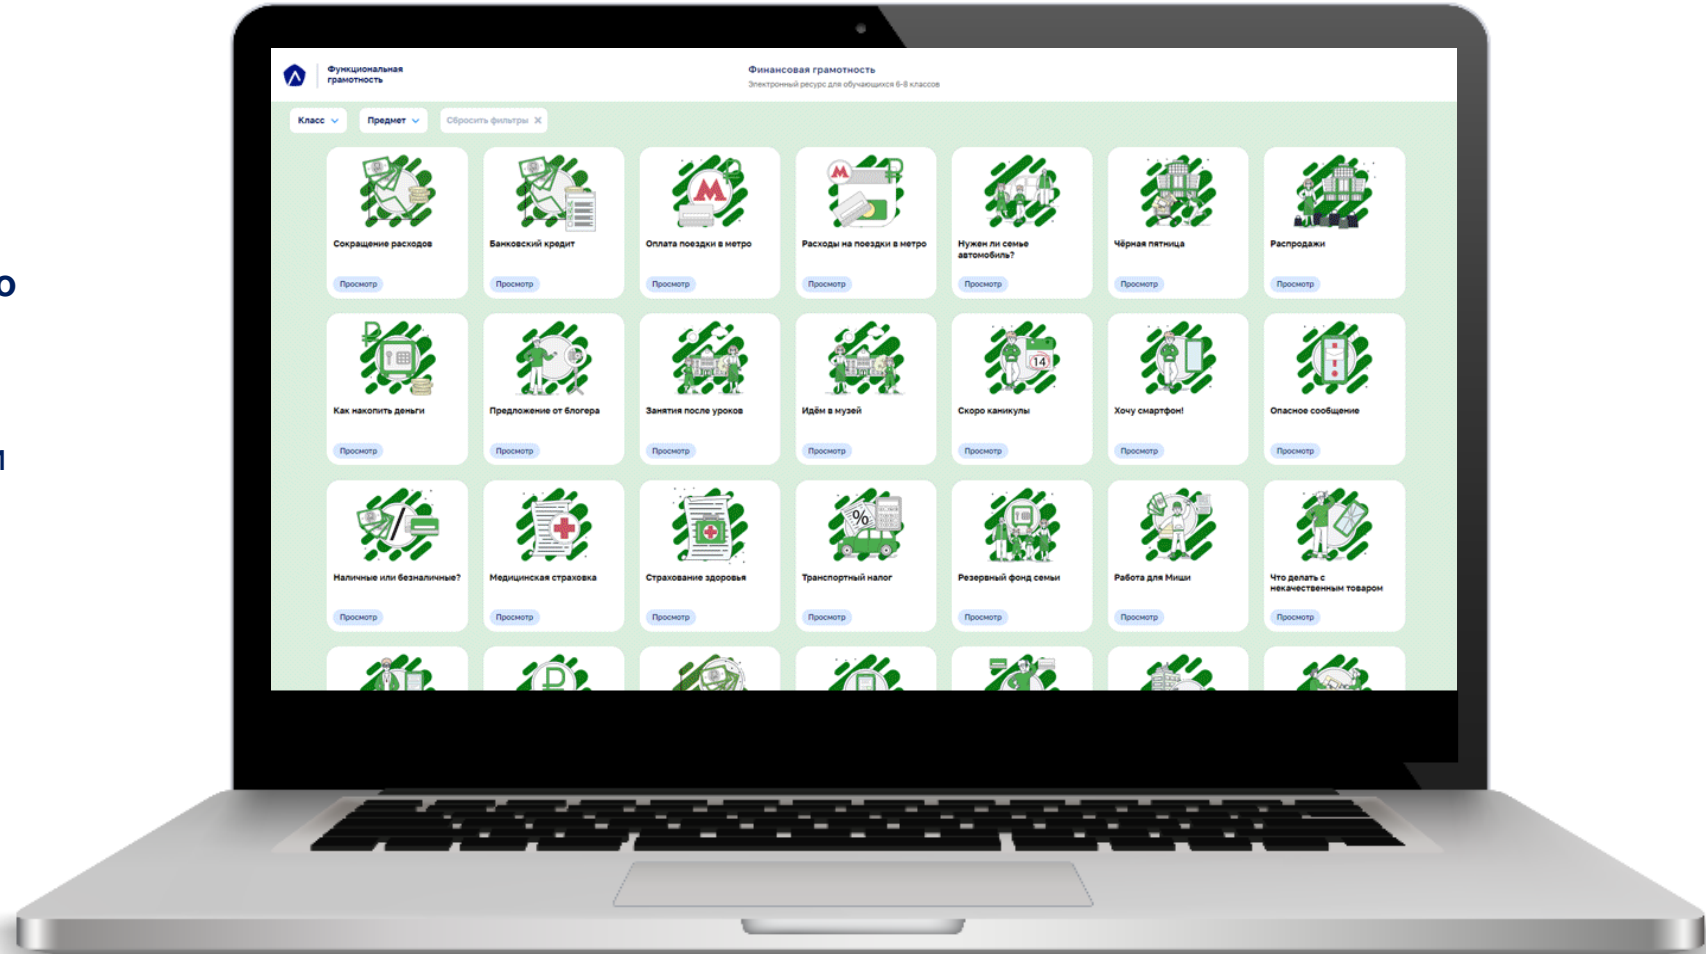 Функциональная
грамотность
Финансовая грамотность
Электронный ресурс для обучающихся 6-8 классов
Класс
Предмет
Сбросить фильтры
Сокращение расходов
Банковский кредит
Оплата поездки в метро
Расходы на поездки в метро
Нужен ли семье
автомобиль?
Чёрная пятница
Распродажи
Просмотр
Просмотр
Просмотр
Просмотр
Просмотр
Просмотр
Просмотр
о
14
Как накопить деньги
Предложение от блогера
Занятия после уроков
Идём в музей
Скоро каникулы
Хочу смартфон!
Опасное сообщение
Просмотр
Просмотр
Просмотр
Просмотр
Просмотр
Просмотр
Просмотр
%
Наличные или безналичные?
Медицинская страховка
Страхование здоровья
Транспортный налог
Резервный фонд семьи
Работа для Миши
Что делать с
некачественным товаром
Просмотр
Просмотр
Просмотр
Просмотр
Просмотр
Просмотр
Просмотр